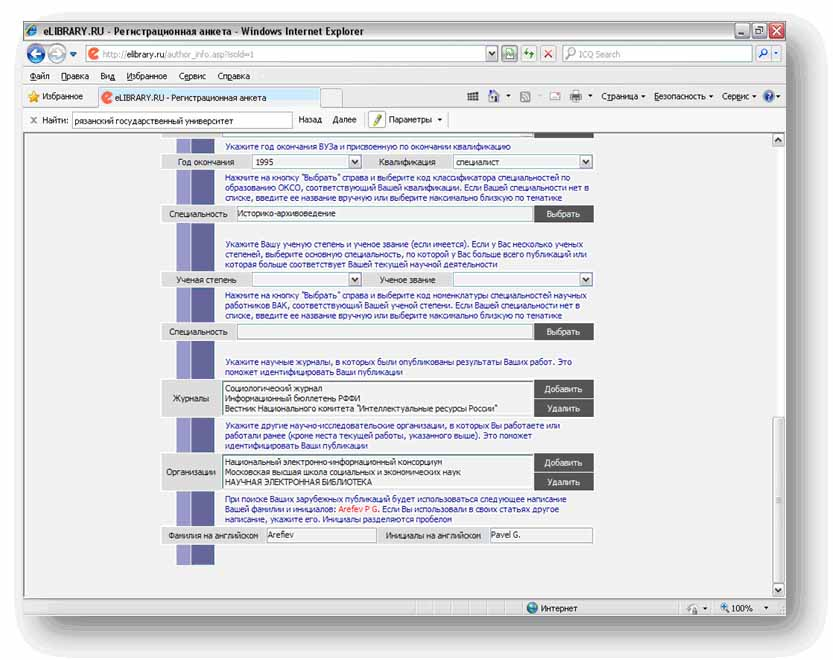 eLIBRARY.RU - Регистрационная анкета - Windows Internet Explorer
http://elibrary.ru/author_info.asp?isold=1
ICQ Search
Файл Правка Вид Избранное Сервис Справка
Избранное eLIBRARY.RU - Регистрационная анкета Страница Безопасность Сервис
Найти: рязанский государственный университет Назад Далее Параметры
Укажите год окончания ВУЗа и присвоенную по окончании квалификацию
Год окончания 1995 Квалификация специалист
Нажмите на кнопку "Выбрать" справа и выберите код классификатора специальностей по
образованию ОКСО, соответствующий Вашей квалификации. Если Вашей специальности нет в
списке, введите ее название вручную или выберите максимально близкую по тематике
Специальность Историко-архивоведение Выбрать
Укажите Вашу ученую степень и ученое звание (если имеется). Если у Вас несколько ученых
степеней, выберите основную специальность, по которой у Вас больше всего публикаций или
которая больше соответствует Вашей текущей научной деятельности
Ученая степень Ученое звание
Нажмите на кнопку "Выбрать" справа и выберите код номенклатуры специальностей научных
работников ВАК, соответствующий Вашей ученой степени. Если Вашей специальности нет в
списке, введите ее название вручную или выберите максимально близкую по тематике
Специальность Выбрать
Укажите научные журналы, в которых были опубликованы результаты Ваших работ. Это
поможет идентифицировать Ваши публикации
Журналы
Социологический журнал Добавить
Информационный бюллетень РФФИ
Вестник Национального комитета "Интеллектуальные ресурсы России" Удалить
Укажите другие научно-исследовательские организации, в которых Вы работаете или
работали ранее (кроме места текущей работы, указанного выше). Это поможет
идентифицировать Ваши публикации
Организации
Национальный электронно-информационный консорциум Добавить
Московская высшая школа социальных и экономических наук
НАУЧНАЯ ЭЛЕКТРОННАЯ БИБЛИОТЕКА Удалить
При поиске Ваших зарубежных публикаций будет использоваться следующее написание
Вашей фамилии и инициалов: Arefev P G. Если Вы использовали в своих статьях другое
написание, укажите его. Инициалы разделяются пробелом
Фамилия на английском Arefiev Инициалы на английском Pavel G.
Интернет 100%